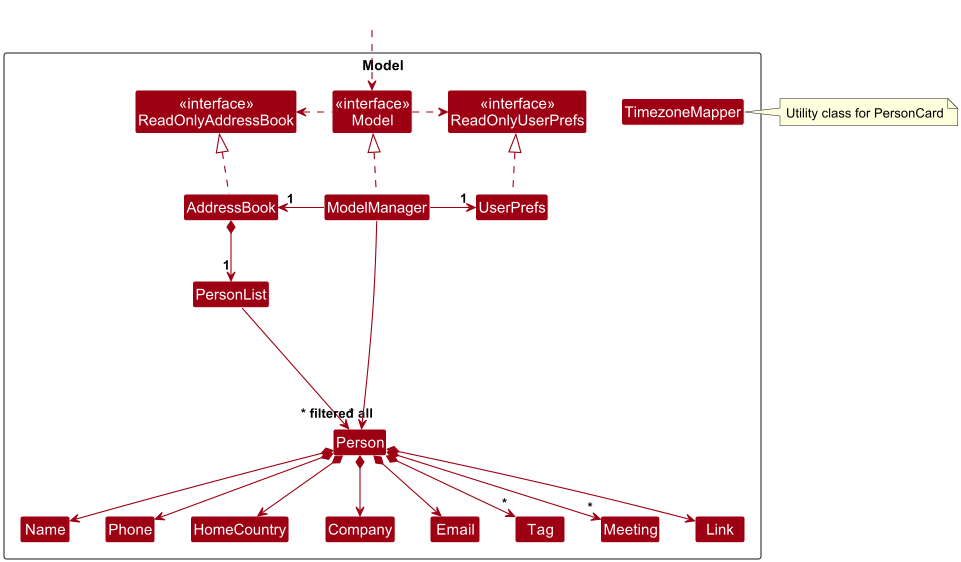 Model
«interface»
ReadOnlyAddressBook
«interface»
Model
«interface»
ReadOnlyUserPrefs
TimezoneMapper
Utility class for PersonCard
AddressBook
1
ModelManager
1
UserPrefs
1
PersonList
* filtered all
Person
Name
Phone
HomeCountry
Company
Email
*
Tag
*
Meeting
Link